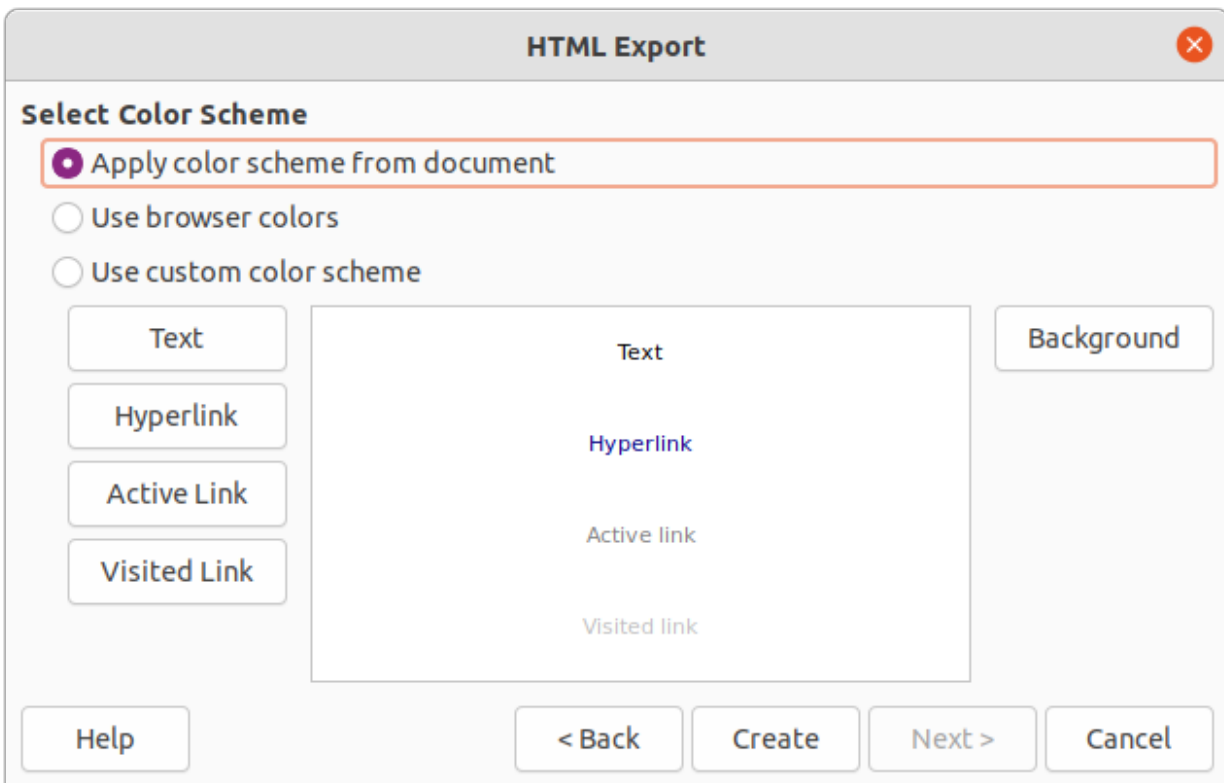 HTML Export
Select Color Scheme
Apply color scheme from document
Use browser colors
Use custom color scheme
Text
Hyperlink
Active Link
Visited Link
Text
Hyperlink
Active link
Visited link
Background
Help
< Back
Create
Next >
Cancel